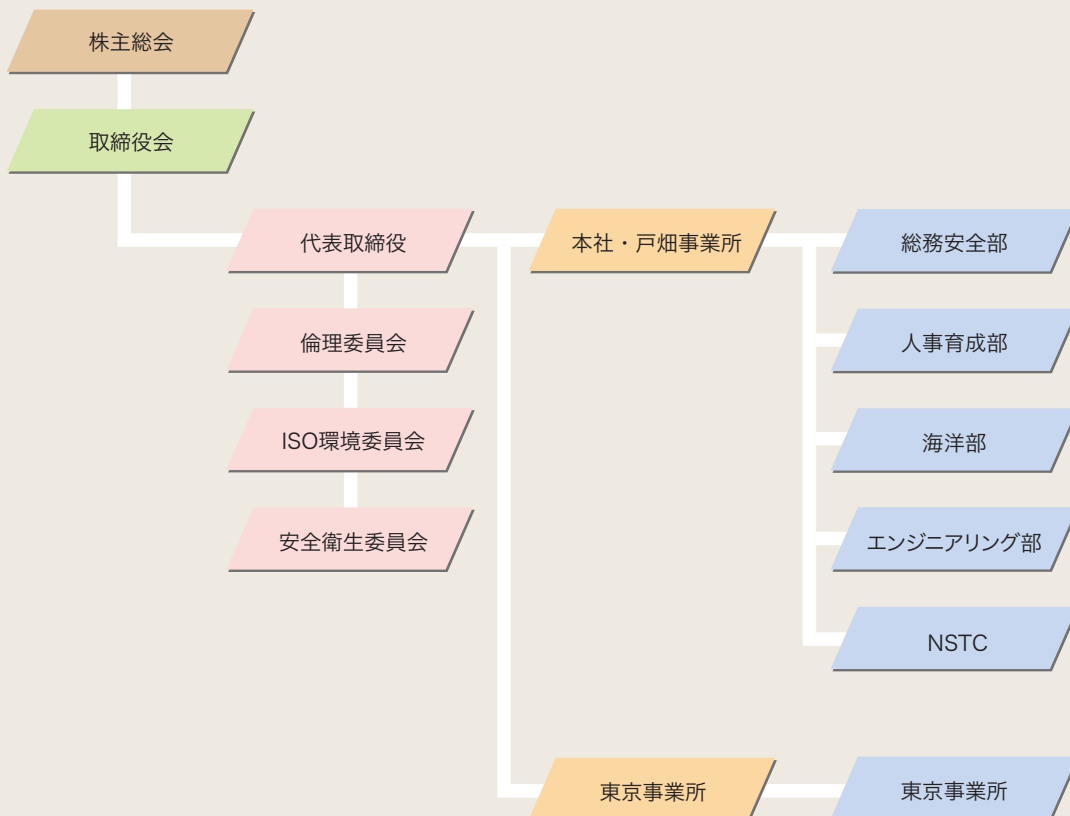 株主総会
取締役会
代表取締役
倫理委員会
ISO環境委員会
安全衛生委員会
本社・戸畑事業所
総務安全部
人事育成部
海洋部
エンジニアリング部
NSTC
東京事業所
東京事業所